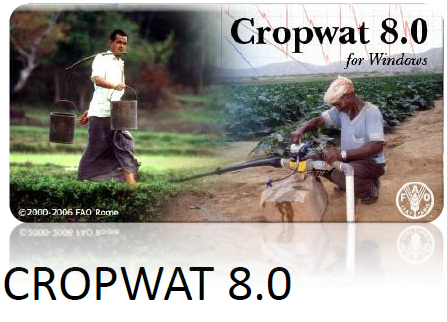 Cropwat 8.0
for Windows
©2000-2006 FAO Rome
CROPWAT 8.0